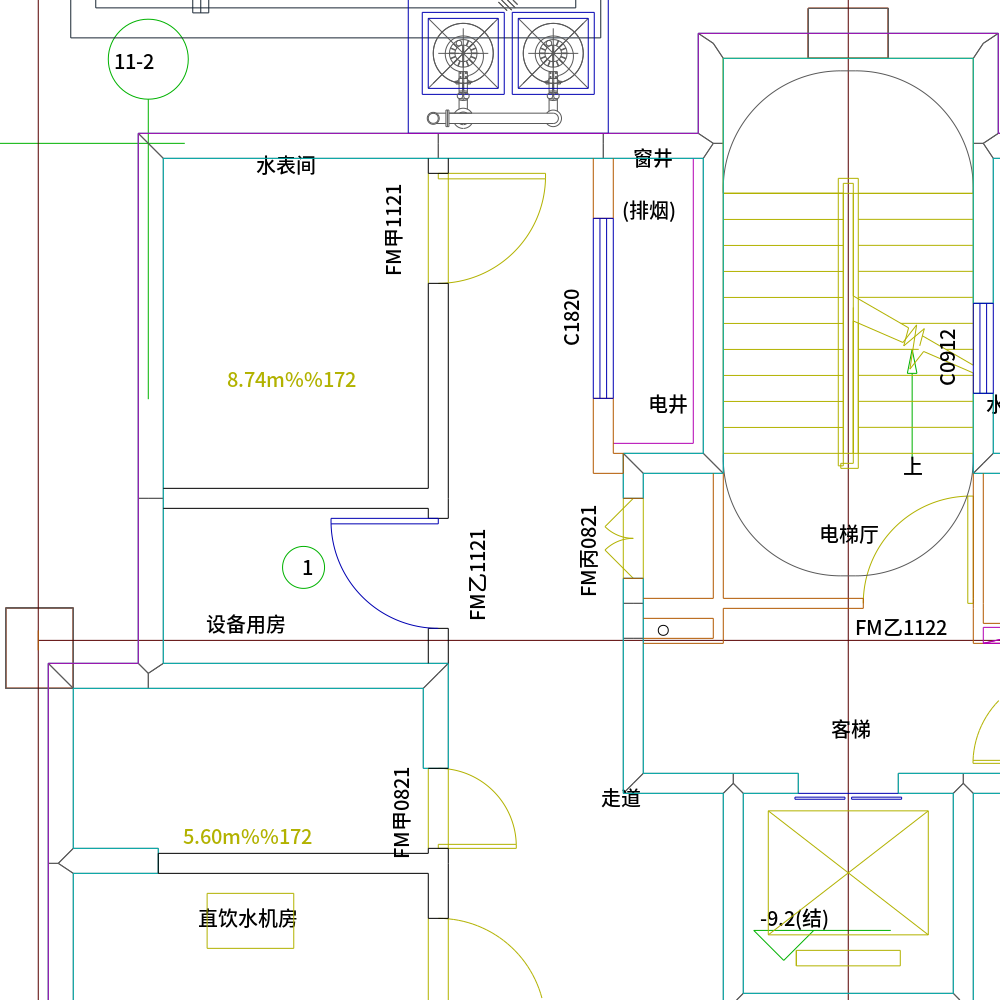 11-2
水表间
窗井
(排烟)
FM甲1121
C1820
C0912
8.74m%%172
电井
上
FM乙1121
FM丙0821
电梯厅
1
设备用房
FM乙1122
客梯
走道
FM甲0821
5.60m%%172
直饮水机房
-9.2(结)